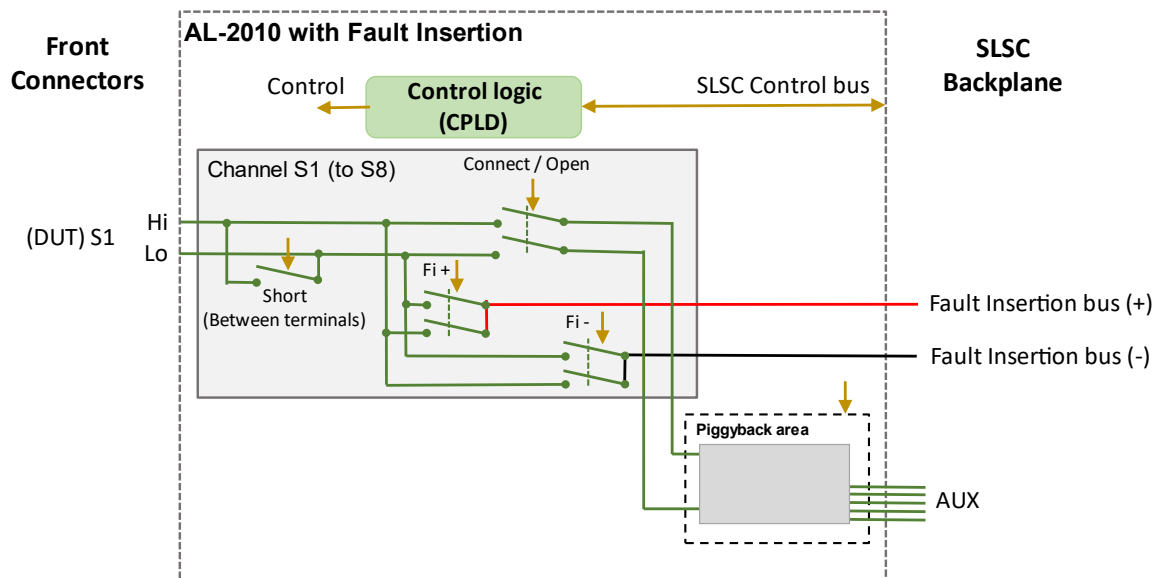 AL-2010 with Fault Insertion
Front
Connectors
SLSC
Backplane
Control
Control logic
(CPLD)
SLSC Control bus
Channel S1 (to S8)
Connect / Open
Hi
(DUT) S1
Lo
Fi +
Short
(Between terminals)
Fault Insertion bus (+)
Fi -
Fault Insertion bus (-)
Piggyback area
AUX